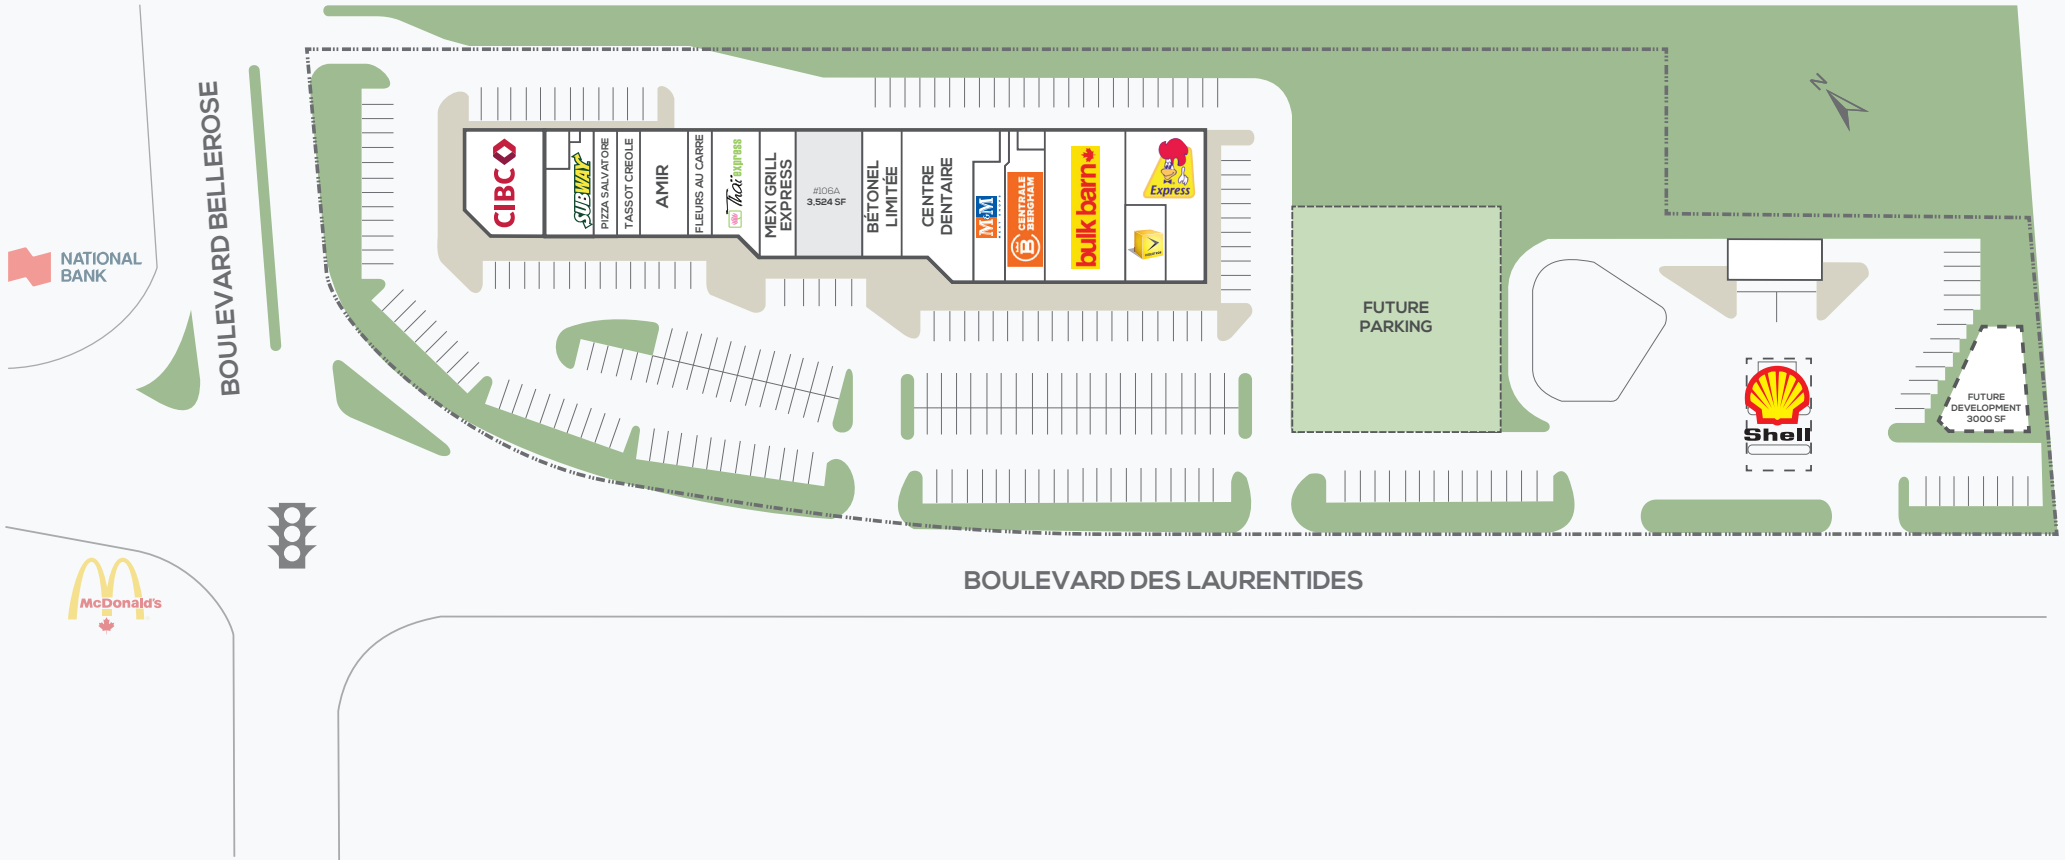 BOULEVARD BELLEROSE
NATIONAL
BANK
McDonald's
CIBC
SUBWAY
PIZZA SALVATORE
TASSOT CREOLE
AMIR
FLEURS AU CARRE
Thaï express
MEXI GRILL
EXPRESS
#106A
3,524 SF
BÉTONEL
LIMITÉE
CENTRE
DENTAIRE
M&M
CENTRALE
BERGHAM
bulk barn
Express
N
FUTURE
PARKING
Shell
FUTURE
DEVELOPMENT
3000 SF
BOULEVARD DES LAURENTIDES